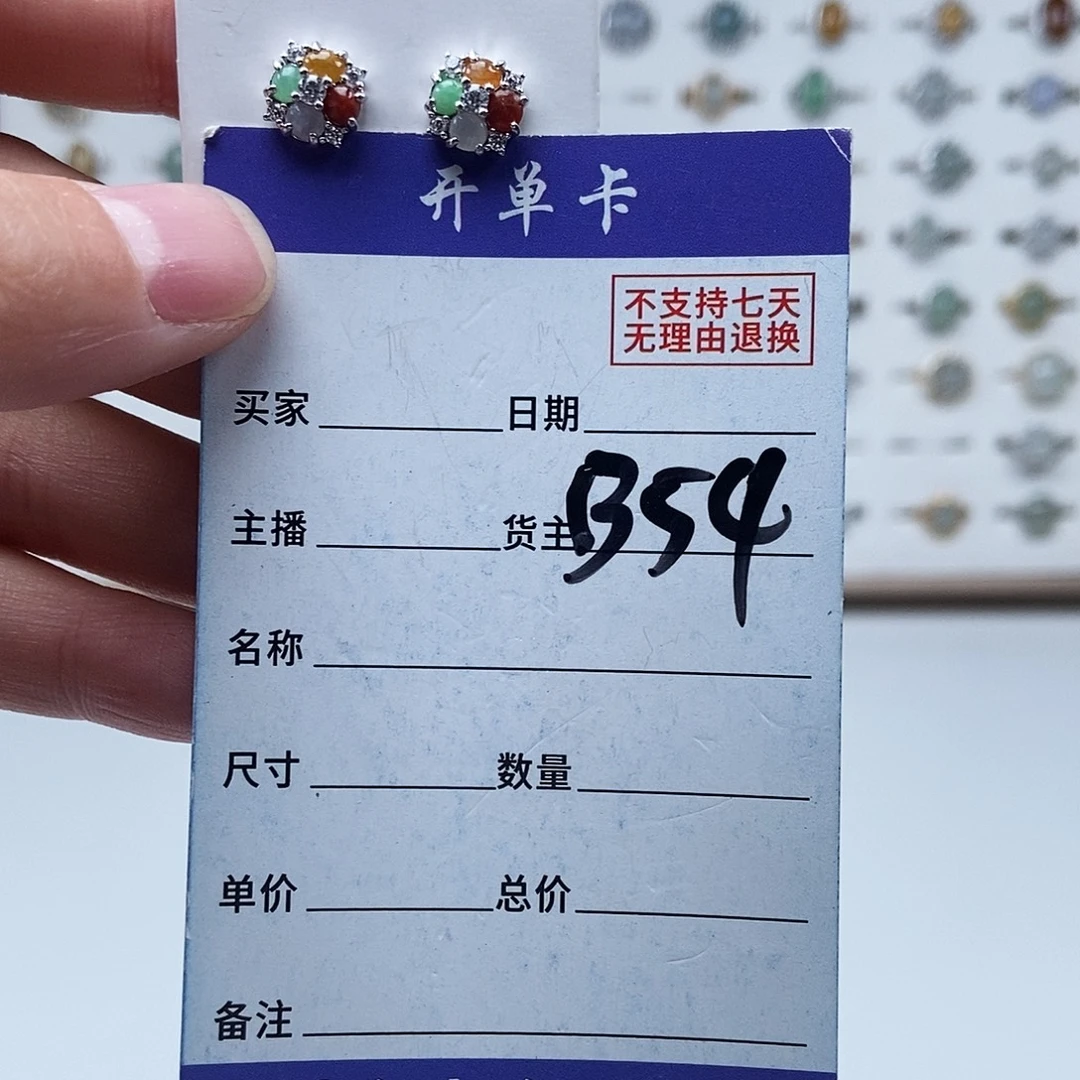 开单卡
不支持七天
无理由退换
买家 日期
主播 货主 B54
名称
尺寸 数量
单价 总价
备注